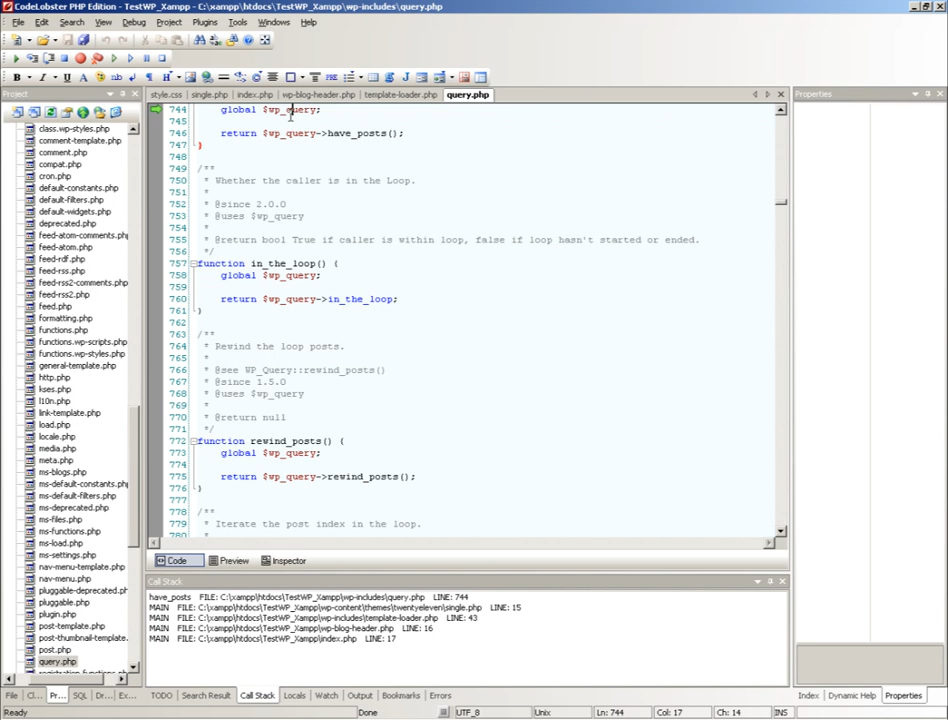 CodeLobster PHP Edition - TestWP_Xampp - [C:\xampp\htdocs\TestWP_Xampp\wp-includes\query.php]
File Edit Search View Debug Project Plugins Tools Windows Help
Project
style.css single.php index.php wp-blog-header.php template-loader.php query.php
Properties
class.wp-styles.php
comment-template.php
comment.php
compat.php
cron.php
default-constants.php
default-filters.php
default-widgets.php
deprecated.php
feed-atom-comments.php
feed-atom.php
feed-rdf.php
feed-rss.php
feed-rss2-comments.php
feed-rss2.php
feed.php
formatting.php
functions.php
functions.wp-scripts.php
functions.wp-styles.php
general-template.php
http.php
kses.php
l10n.php
link-template.php
load.php
locale.php
media.php
meta.php
ms-blogs.php
ms-default-constants.php
ms-default-filters.php
ms-deprecated.php
ms-files.php
ms-functions.php
ms-load.php
ms-settings.php
nav-menu-template.php
nav-menu.php
pluggable-deprecated.php
pluggable.php
plugin.php
post-template.php
post-thumbnail-template.
post.php
query.php
744 global $wp_query;
745
746 return $wp_query->have_posts();
747 }
748
749 /**
750 * Whether the caller is in the Loop.
751 *
752 * @since 2.0.0
753 * @uses $wp_query
754 *
755 * @return bool True if caller is within loop, false if loop hasn't started or ended.
756 */
757 function in_the_loop() {
758 global $wp_query;
759
760 return $wp_query->in_the_loop;
761 }
762
763 /**
764 * Rewind the loop posts.
765 *
766 * @see WP_Query::rewind_posts()
767 * @since 1.5.0
768 * @uses $wp_query
769 *
770 * @return null
771 */
772 function rewind_posts() {
773 global $wp_query;
774
775 return $wp_query->rewind_posts();
776 }
777
778 /**
779 * Iterate the post index in the loop.
780 *
Code Preview Inspector
Call Stack
have_posts FILE: C:\xampp\htdocs\TestWP_Xampp\wp-includes\query.php LINE: 744
MAIN FILE: C:\xampp\htdocs\TestWP_Xampp\wp-content\themes\twentyeleven\single.php LINE: 15
MAIN FILE: C:\xampp\htdocs\TestWP_Xampp\wp-includes\template-loader.php LINE: 43
MAIN FILE: C:\xampp\htdocs\TestWP_Xampp\wp-blog-header.php LINE: 16
MAIN FILE: C:\xampp\htdocs\TestWP_Xampp\index.php LINE: 17
File Cl... Pr... SQL Dr... Ex... TODO Search Result Call Stack Locals Watch Output Bookmarks Errors Index Dynamic Help Properties
Ready Done UTF_8 Unix Ln: 744 Col: 17 Ch: 14 INS